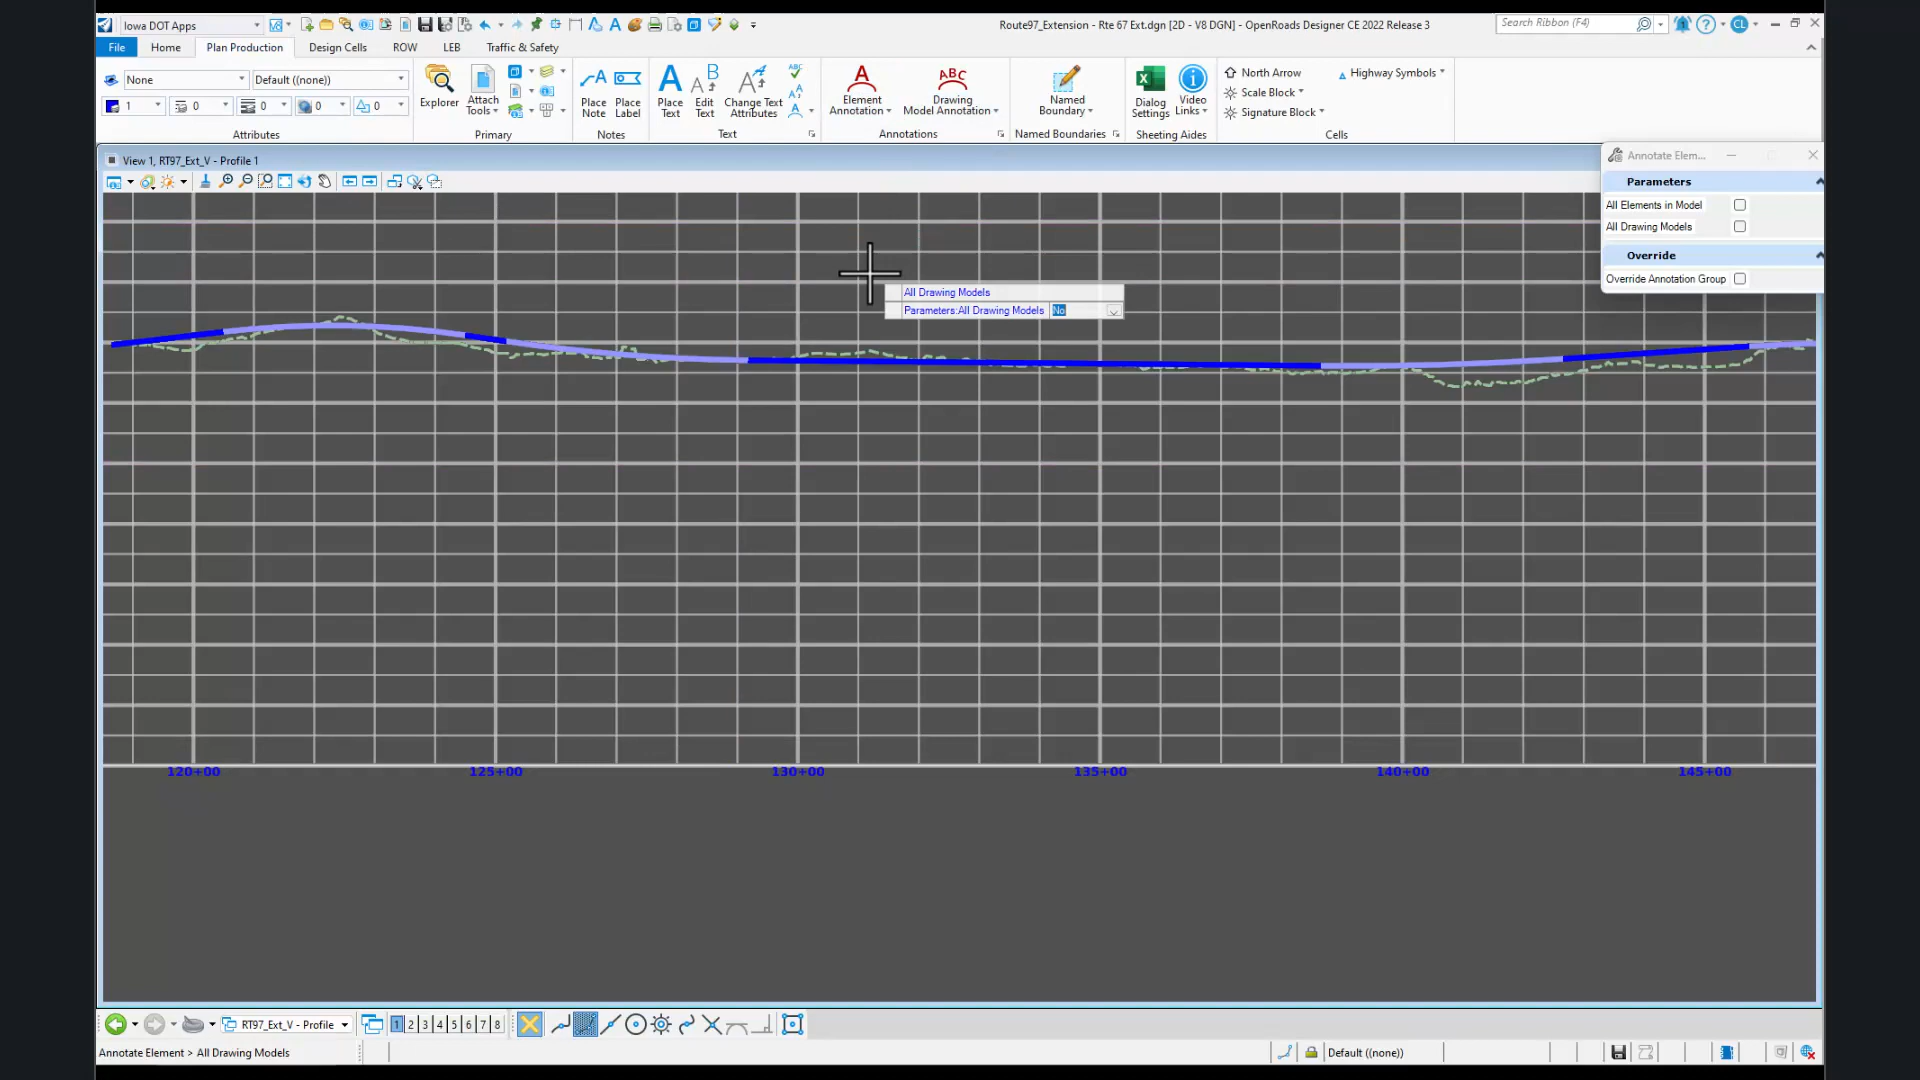 Iowa DOT Apps
Route97_Extension - Rte 67 Ext.dgn [2D - V8 DGN] - OpenRoads Designer CE 2022 Release 3
Search Ribbon (F4)
CL
File Home Plan Production Design Cells ROW LEB Traffic & Safety
None Default ((none))
1 0 0 0 0
Attributes
Explorer
Attach
Tools
Primary
Place
Note
Place
Label
Notes
Place
Text
Edit
Text
Change Text
Attributes
Text
Element
Annotation
Drawing
Model Annotation
Annotations
Named
Boundary
Named Boundaries
Dialog
Settings
Video
Links
Sheeting Aides
North Arrow
Scale Block
Signature Block
Highway Symbols
Cells
View 1, RT97_Ext_V - Profile 1
Annotate Elem...
Parameters
All Elements in Model
All Drawing Models
Override
Override Annotation Group
All Drawing Models
Parameters:All Drawing Models No
120+00 125+00 130+00 135+00 140+00 145+00
RT97_Ext_V - Profile 1 2 3 4 5 6 7 8
Annotate Element > All Drawing Models
Default ((none))